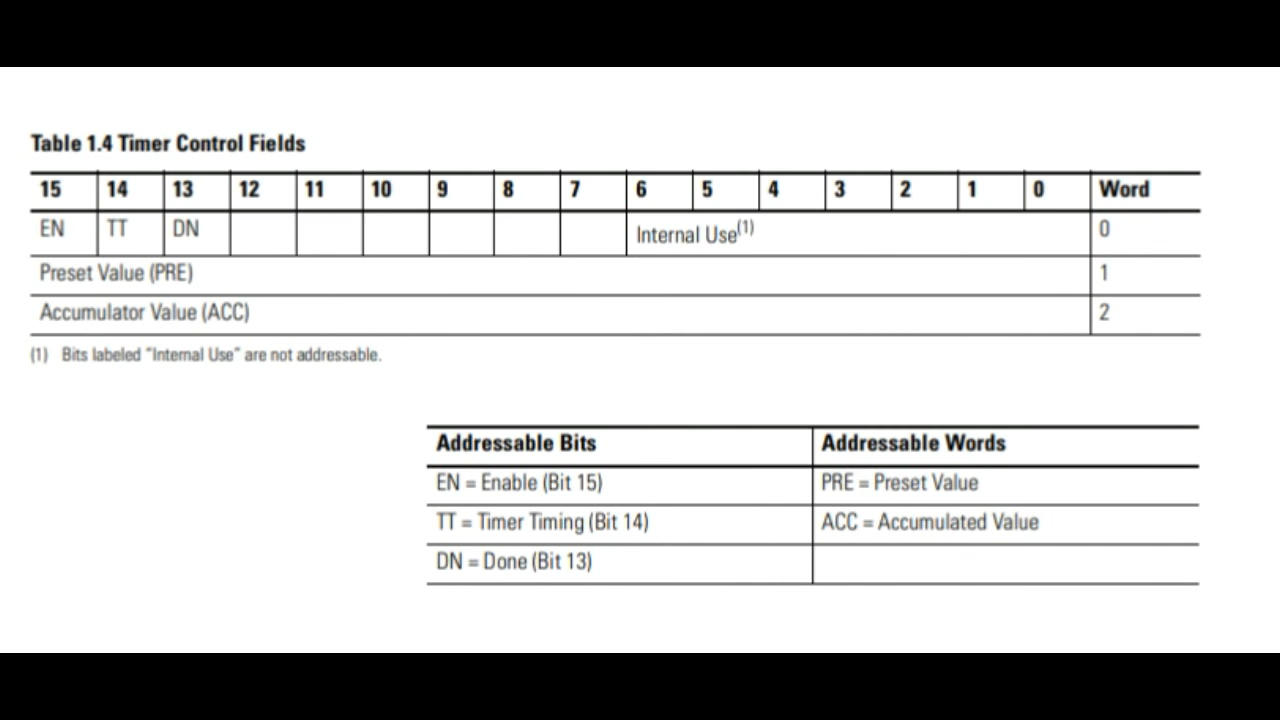 Table 1.4 Timer Control Fields
15 14 13 12 11 10 9 8 7 6 5 4 3 2 1 0 Word
EN TT DN Internal Use(1) 0
Preset Value (PRE) 1
Accumulator Value (ACC) 2
(1) Bits labeled "Internal Use" are not addressable.
Addressable Bits Addressable Words
EN = Enable (Bit 15) PRE = Preset Value
TT = Timer Timing (Bit 14) ACC = Accumulated Value
DN = Done (Bit 13)